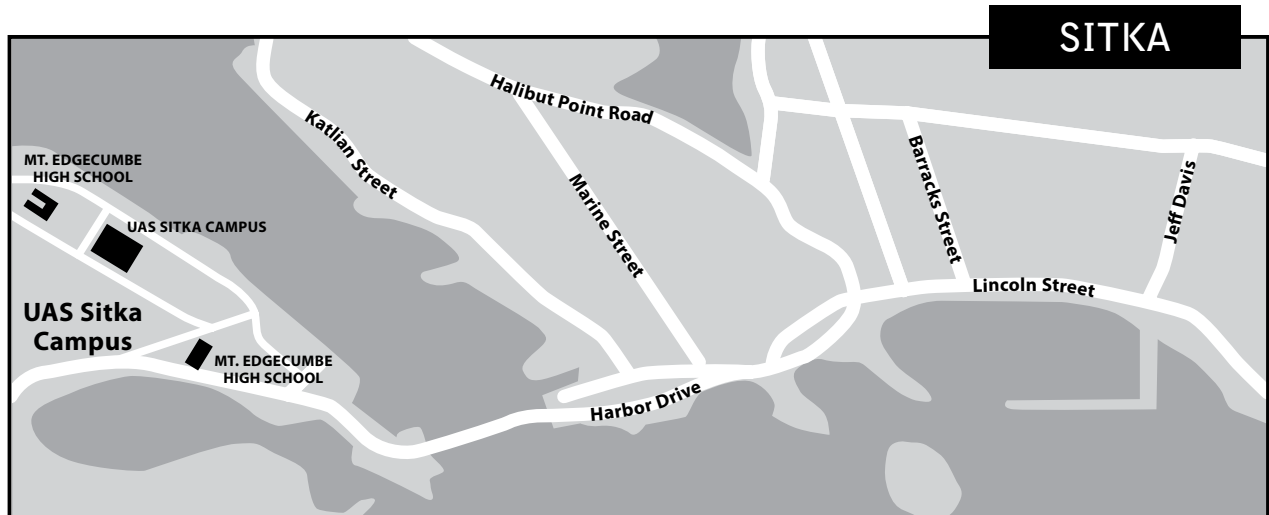 SITKA
Halibut Point Road
Katlian Street
Barracks Street
MT. EDGECUMBE
HIGH SCHOOL
Marine Street
Jeff Davis
UAS SITKA CAMPUS
Lincoln Street
UAS Sitka
Campus
MT. EDGECUMBE
HIGH SCHOOL
Harbor Drive